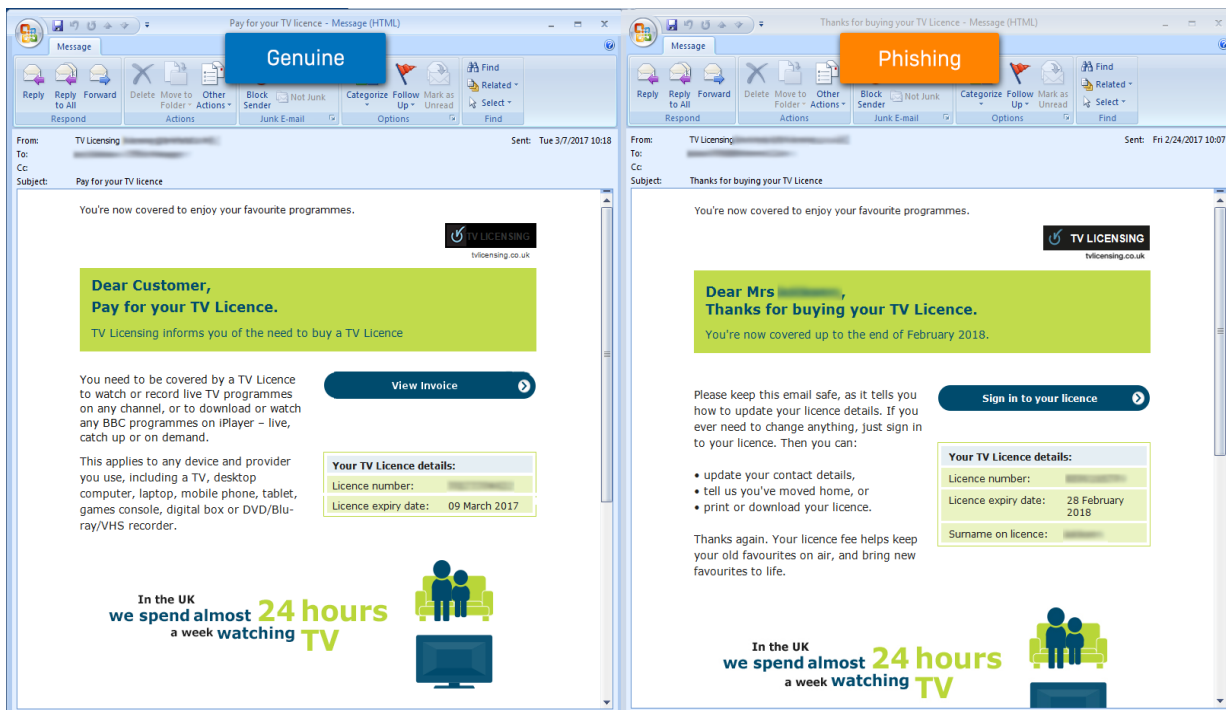 Pay for your TV licence - Message (HTML)
Genuine
Message
Reply
Reply to All
Forward
Delete
Move to Folder
Other Actions
Block Sender
Not Junk
Categorize
Follow Up
Mark as Unread
Find
Related
Select
Respond
Actions
Junk E-mail
Options
Find
From: TV Licensing
Sent: Tue 3/7/2017 10:18
To:
Cc:
Subject: Pay for your TV licence
You're now covered to enjoy your favourite programmes.
TV LICENSING
tvlicensing.co.uk
Dear Customer,
Pay for your TV Licence.
TV Licensing informs you of the need to buy a TV Licence
You need to be covered by a TV Licence
to watch or record live TV programmes
on any channel, or to download or watch
any BBC programmes on iPlayer – live,
catch up or on demand.
This applies to any device and provider
you use, including a TV, desktop
computer, laptop, mobile phone, tablet,
games console, digital box or DVD/Blu-
ray/VHS recorder.
View Invoice
Your TV Licence details:
Licence number:
Licence expiry date: 09 March 2017
In the UK
we spend almost 24 hours
a week watching TV
Thanks for buying your TV Licence - Message (HTML)
Phishing
Message
Reply
Reply to All
Forward
Delete
Move to Folder
Other Actions
Block Sender
Not Junk
Categorize
Follow Up
Mark as Unread
Find
Related
Select
Respond
Actions
Junk E-mail
Options
Find
From: TV Licensing
Sent: Fri 2/24/2017 10:07
To:
Cc:
Subject: Thanks for buying your TV Licence
You're now covered to enjoy your favourite programmes.
TV LICENSING
tvlicensing.co.uk
Dear Mrs ,
Thanks for buying your TV Licence.
You're now covered up to the end of February 2018.
Please keep this email safe, as it tells you
how to update your licence details. If you
ever need to change anything, just sign in
to your licence. Then you can:
• update your contact details,
• tell us you've moved home, or
• print or download your licence.
Thanks again. Your licence fee helps keep
your old favourites on air, and bring new
favourites to life.
Sign in to your licence
Your TV Licence details:
Licence number:
Licence expiry date: 28 February
2018
Surname on licence:
In the UK
we spend almost 24 hours
a week watching TV